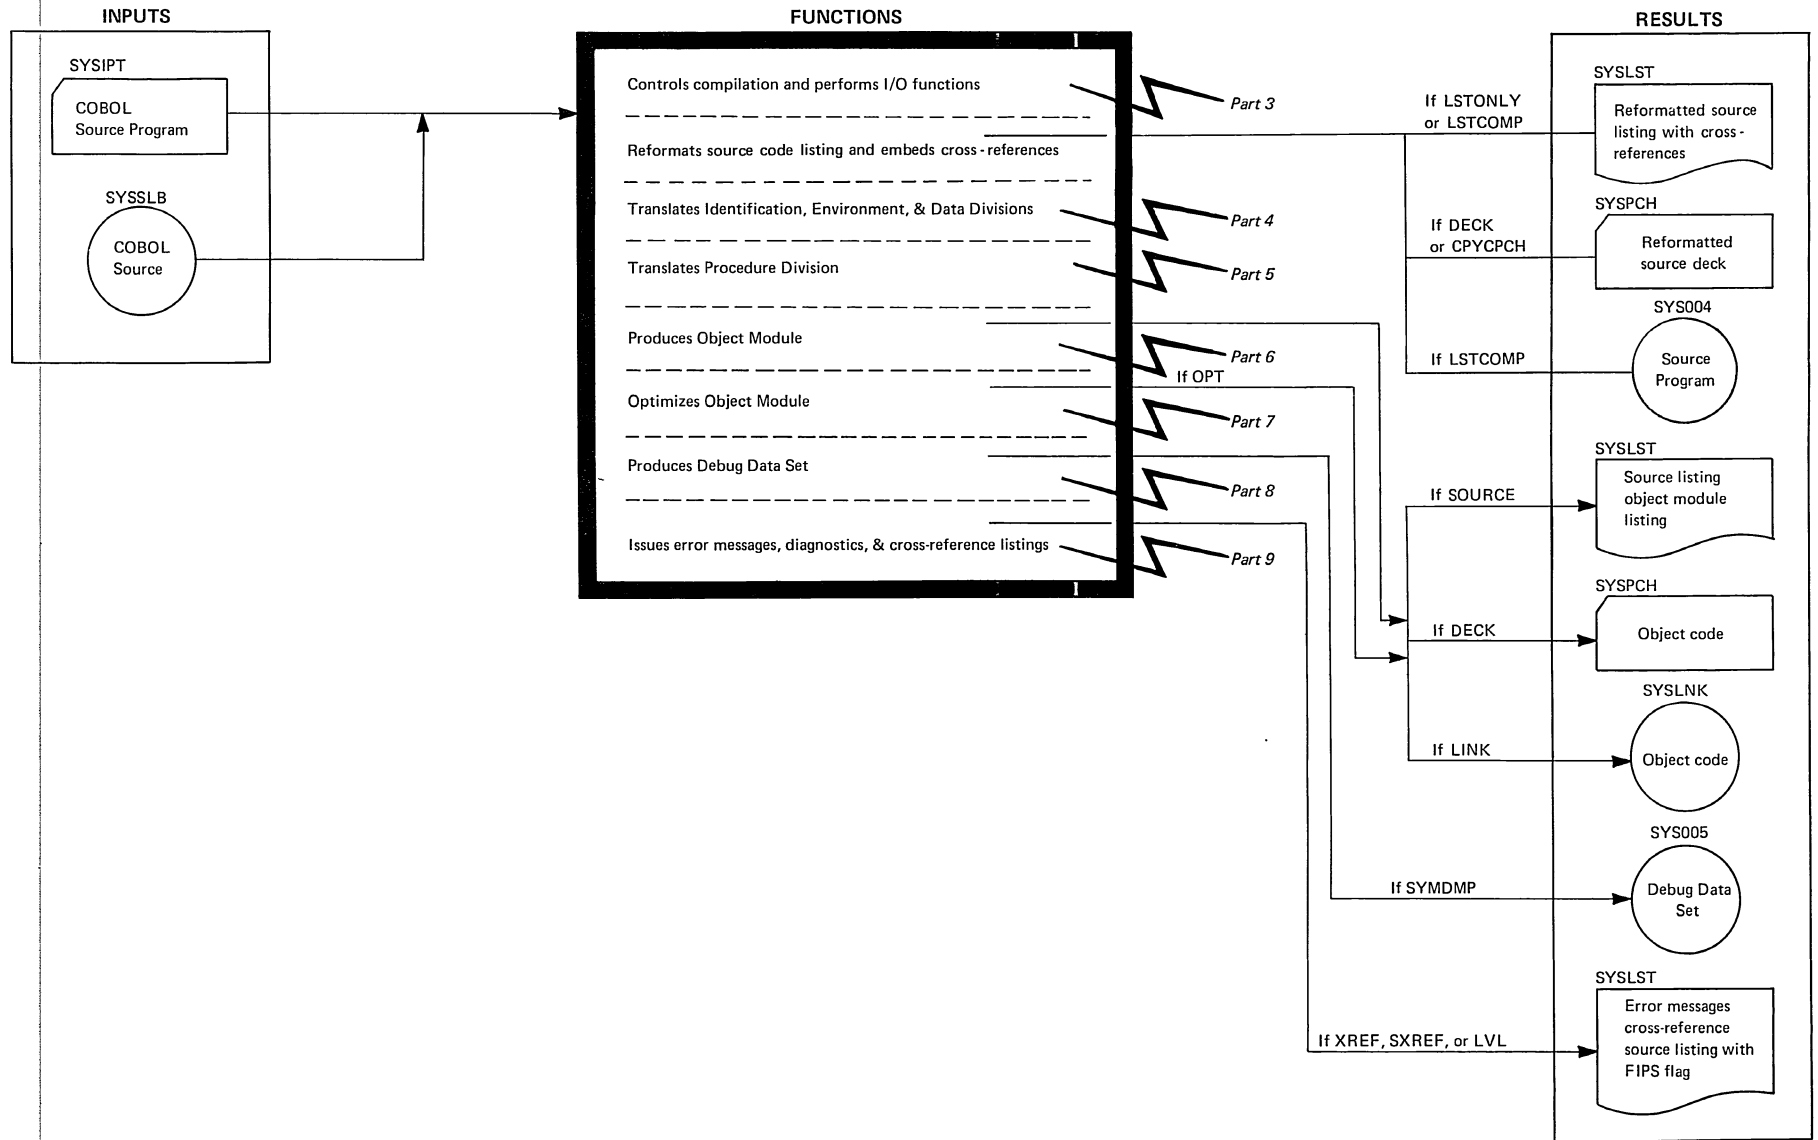 INPUTS
SYSIPT
COBOL
Source Program
SYSSLB
COBOL
Source
FUNCTIONS
Controls compilation and performs I/O functions
Part 3
Reformats source code listing and embeds cross-references
Translates Identification, Environment, & Data Divisions
Part 4
Translates Procedure Division
Part 5
Produces Object Module
Part 6
If OPT
Optimizes Object Module
Part 7
Produces Debug Data Set
Part 8
Issues error messages, diagnostics, & cross-reference listings
Part 9
RESULTS
If LSTONLY
or LSTCOMP
SYSLST
Reformatted source
listing with cross-
references
If DECK
or CPYCPCH
SYSPCH
Reformatted
source deck
If LSTCOMP
SYS004
Source
Program
If SOURCE
SYSLST
Source listing
object module
listing
If DECK
SYSPCH
Object code
If LINK
SYSLNK
Object code
If SYMDMP
SYS005
Debug Data
Set
If XREF, SXREF, or LVL
SYSLST
Error messages
cross-reference
source listing with
FIPS flag